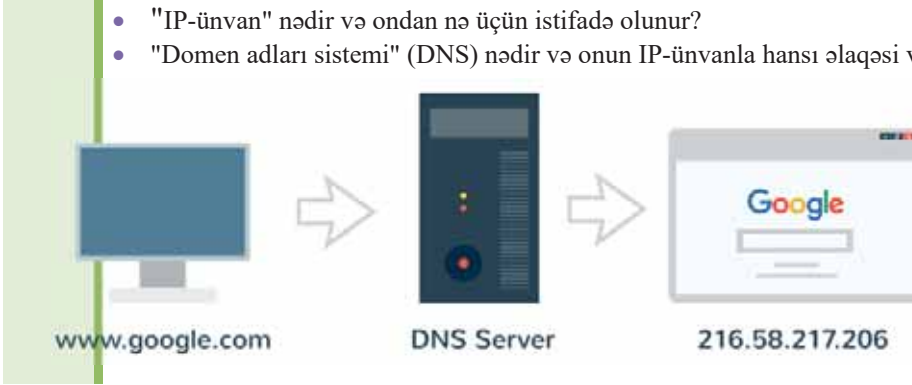 • "IP-ünvan" nədir və ondan nə üçün istifadə olunur?
• "Domen adları sistemi" (DNS) nədir və onun IP-ünvanla hansı əlaqəsi
Google
www.google.com
DNS Server
216.58.217.206